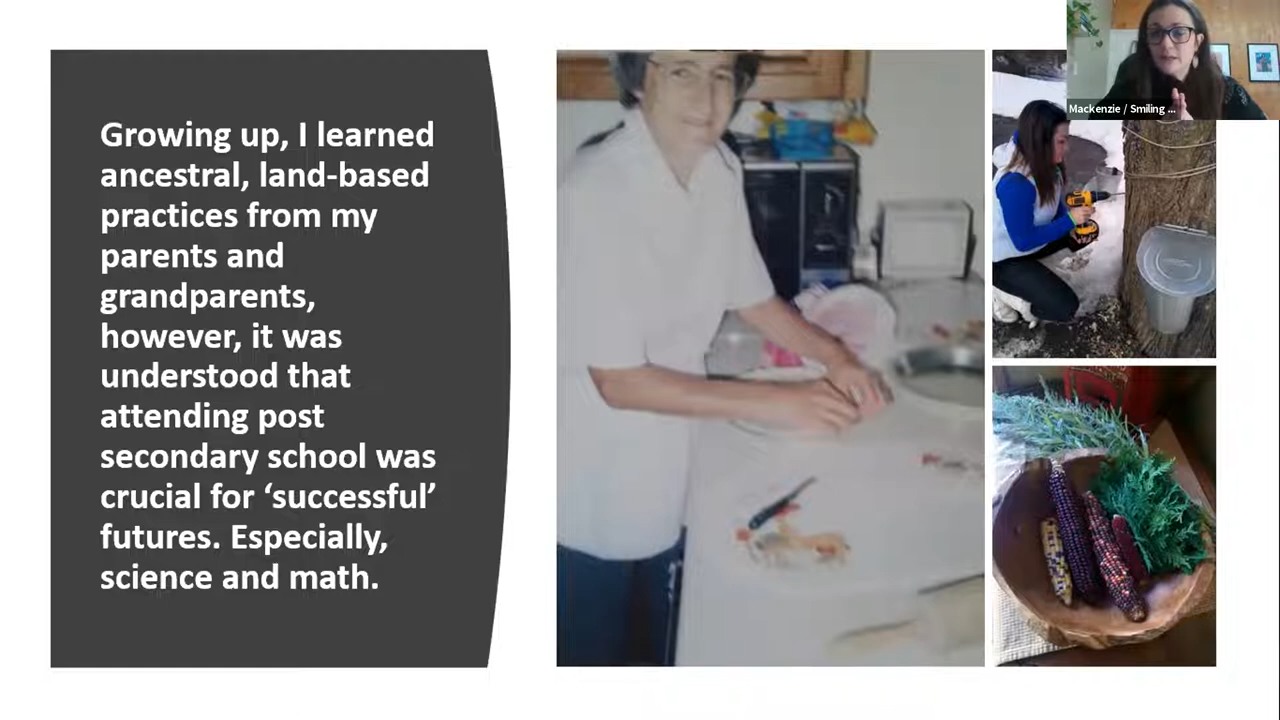 Growing up, I learned
ancestral, land-based
practices from my
parents and
grandparents,
however, it was
understood that
attending post
secondary school was
crucial for ‘successful’
futures. Especially,
science and math.
Mackenzie / Smiling ...